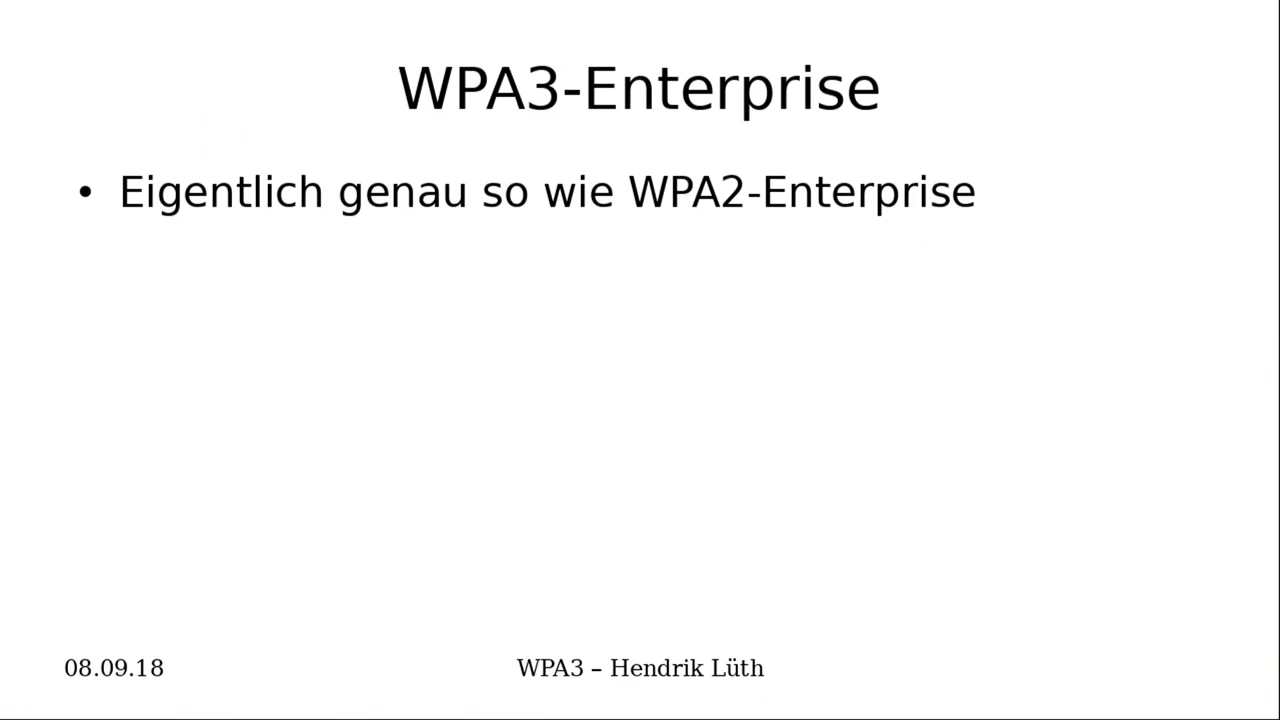 WPA3-Enterprise
• Eigentlich genau so wie WPA2-Enterprise
08.09.18
WPA3 – Hendrik Lüth